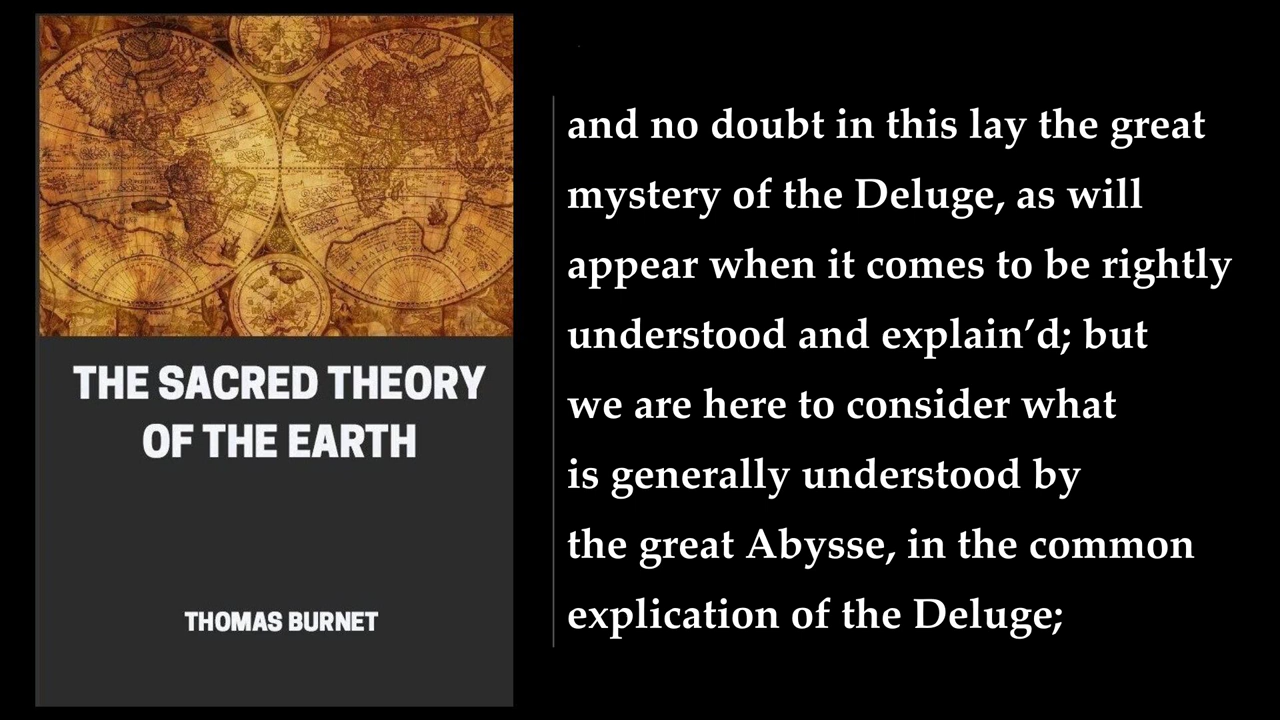 THE SACRED THEORY
OF THE EARTH
THOMAS BURNET
and no doubt in this lay the great
mystery of the Deluge, as will
appear when it comes to be rightly
understood and explain’d; but
we are here to consider what
is generally understood by
the great Abysse, in the common
explication of the Deluge;